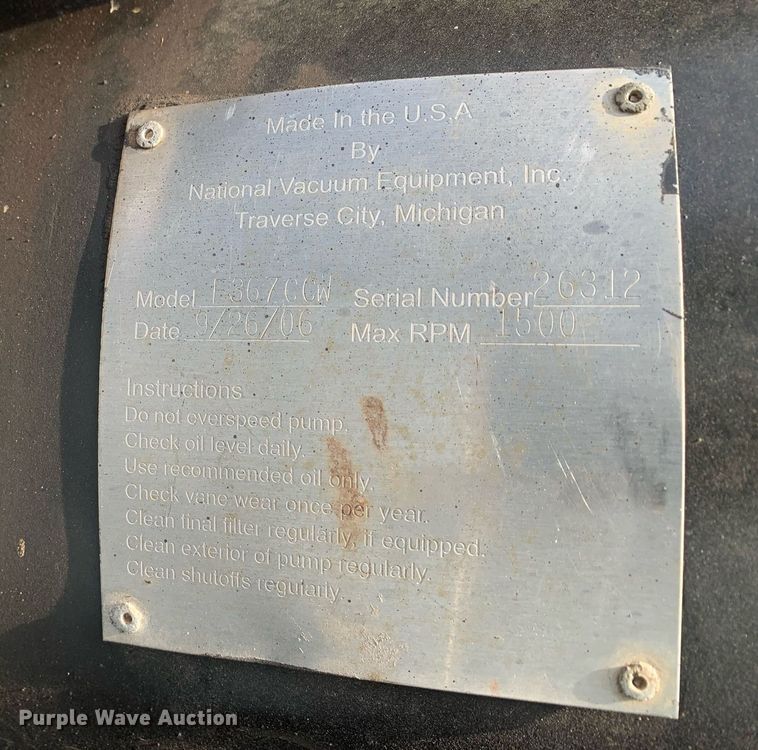 Made In the U.S.A
By
National Vacuum Equipment, Inc.
Traverse City, Michigan
Model F367CCW Serial Number 26312
Date 9/26/06 Max RPM 1500
Instructions
Do not overspeed pump.
Check oil level daily.
Use recommended oil only.
Check vane wear once per year.
Clean final filter regularly, if equipped.
Clean exterior of pump regularly.
Clean shutoffs regularly.
Purple Wave Auction